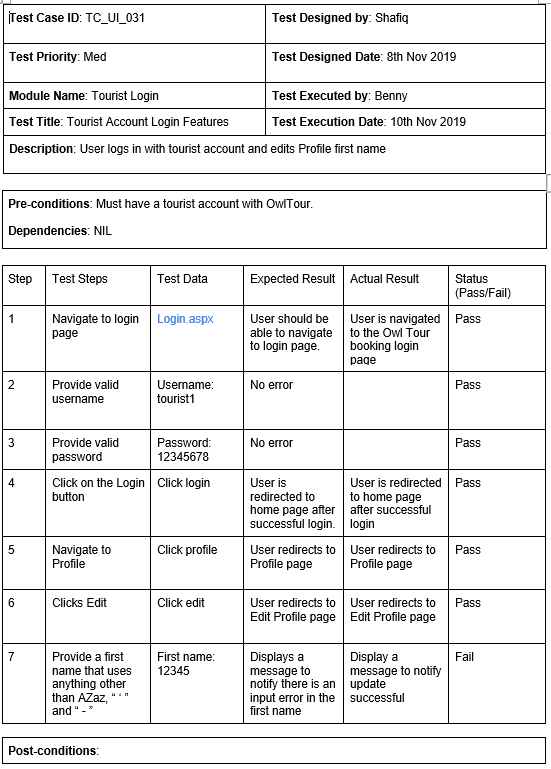 Test Case ID: TC_UI_031
Test Designed by: Shafiq
Test Priority: Med
Test Designed Date: 8th Nov 2019
Module Name: Tourist Login
Test Executed by: Benny
Test Title: Tourist Account Login Features
Test Execution Date: 10th Nov 2019
Description: User logs in with tourist account and edits Profile first name
Pre-conditions: Must have a tourist account with OwlTour.
Dependencies: NIL
Step
Test Steps
Test Data
Expected Result
Actual Result
Status
(Pass/Fail)
1
Navigate to login
page
Login.aspx
User should be
able to navigate
to login page.
User is navigated
to the Owl Tour
booking login
page
Pass
2
Provide valid
username
Username:
tourist1
No error
Pass
3
Provide valid
password
Password:
12345678
No error
Pass
4
Click on the Login
button
Click login
User is
redirected to
home page after
successful login.
User is redirected
to home page
after successful
login
Pass
5
Navigate to
Profile
Click profile
User redirects to
Profile page
User redirects to
Profile page
Pass
6
Clicks Edit
Click edit
User redirects to
Edit Profile page
User redirects to
Edit Profile page
Pass
7
Provide a first
name that uses
anything other
than AZaz, “ ‘ ”
and “ - ”
First name:
12345
Displays a
message to
notify there is an
input error in the
first name
Display a
message to notify
update
successful
Fail
Post-conditions: